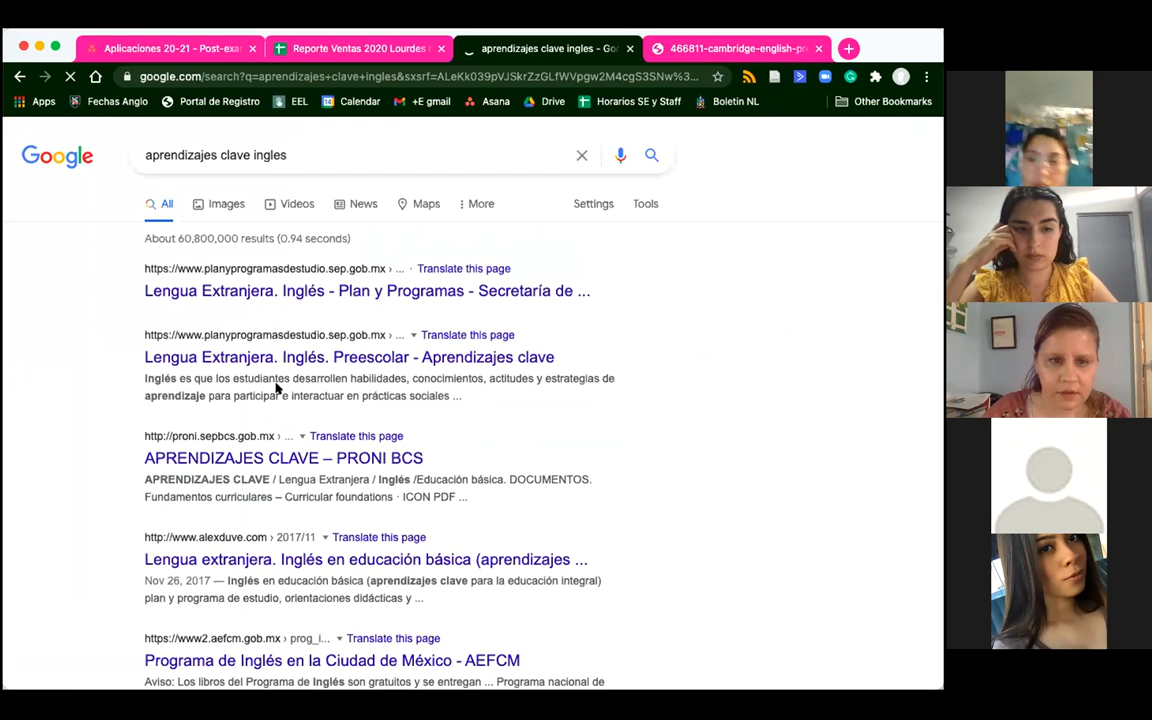 Aplicaciones 20-21 - Post-exa
Reporte Ventas 2020 Lourdes
aprendizajes clave ingles - Go
466811-cambridge-english-pr
google.com/search?q=aprendizajes+clave+ingles&sxsrf=ALeKk039pVJSkrZzGLfWVpgw2M4cgS3SNw%3...
Apps Fechas Anglo Portal de Registro EEL Calendar +E gmail Asana Drive Horarios SE y Staff Boletin NL Other Bookmarks
Google
aprendizajes clave ingles
All Images Videos News Maps More Settings Tools
About 60,800,000 results (0.94 seconds)
https://www.planyprogramasdestudio.sep.gob.mx › ... · Translate this page
Lengua Extranjera. Inglés - Plan y Programas - Secretaría de ...
https://www.planyprogramasdestudio.sep.gob.mx › ... Translate this page
Lengua Extranjera. Inglés. Preescolar - Aprendizajes clave
Inglés es que los estudiantes desarrollen habilidades, conocimientos, actitudes y estrategias de
aprendizaje para participar e interactuar en prácticas sociales ...
http://proni.sepbcs.gob.mx › ... Translate this page
APRENDIZAJES CLAVE – PRONI BCS
APRENDIZAJES CLAVE / Lengua Extranjera / Inglés /Educación básica. DOCUMENTOS.
Fundamentos curriculares – Curricular foundations · ICON PDF ...
http://www.alexduve.com › 2017/11 Translate this page
Lengua extranjera. Inglés en educación básica (aprendizajes ...
Nov 26, 2017 — Inglés en educación básica (aprendizajes clave para la educación integral)
plan y programa de estudio, orientaciones didácticas y ...
https://www2.aefcm.gob.mx › prog_i... Translate this page
Programa de Inglés en la Ciudad de México - AEFCM
Aviso: Los libros del Programa de Inglés son gratuitos y se entregan ... Programa nacional de